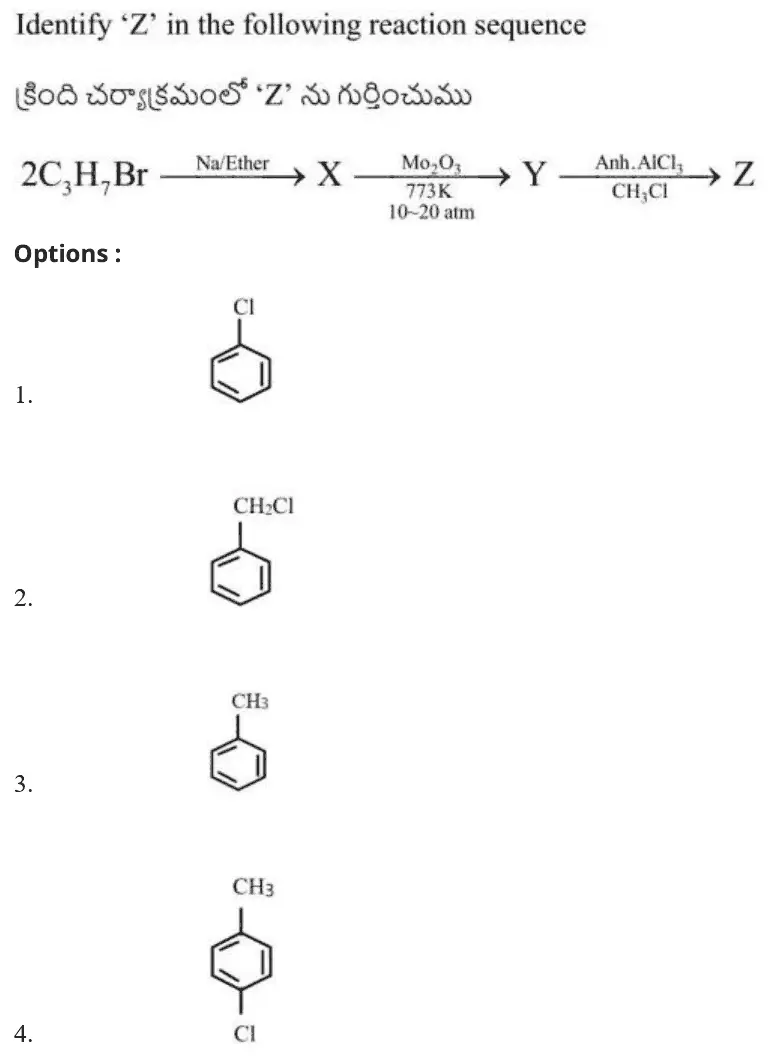 Identify ‘Z’ in the following reaction sequence
క్రింది చర్యాక్రమంలో ‘Z’ ను గుర్తించుము
2C₃H₇Br —Na/Ether→ X —Mo₂O₃ / 773K 10~20 atm→ Y —Anh.AlCl₃ / CH₃Cl→ Z
Options :
Cl
1.
CH₂Cl
2.
CH₃
3.
CH₃
Cl
4.